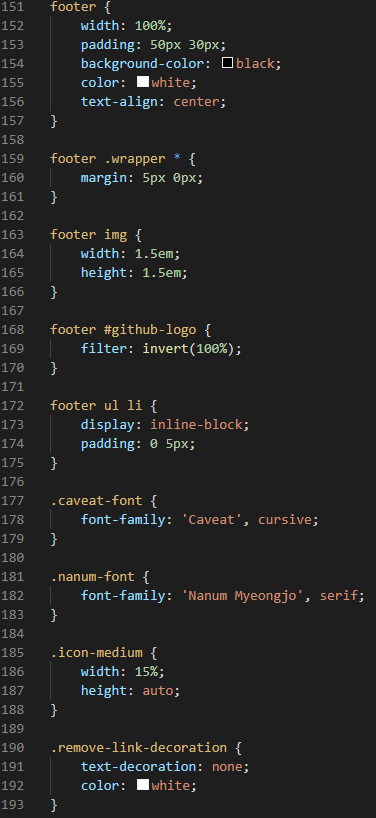 151 footer {
152 width: 100%;
153 padding: 50px 30px;
154 background-color: black;
155 color: white;
156 text-align: center;
157 }
158
159 footer .wrapper * {
160 margin: 5px 0px;
161 }
162
163 footer img {
164 width: 1.5em;
165 height: 1.5em;
166 }
167
168 footer #github-logo {
169 filter: invert(100%);
170 }
171
172 footer ul li {
173 display: inline-block;
174 padding: 0 5px;
175 }
176
177 .caveat-font {
178 font-family: 'Caveat', cursive;
179 }
180
181 .nanum-font {
182 font-family: 'Nanum Myeongjo', serif;
183 }
184
185 .icon-medium {
186 width: 15%;
187 height: auto;
188 }
189
190 .remove-link-decoration {
191 text-decoration: none;
192 color: white;
193 }